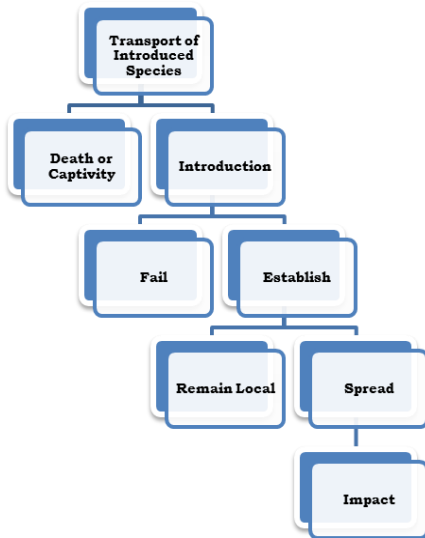 Transport of
Introduced
Species
Death or
Captivity
Introduction
Fail
Establish
Remain Local
Spread
Impact